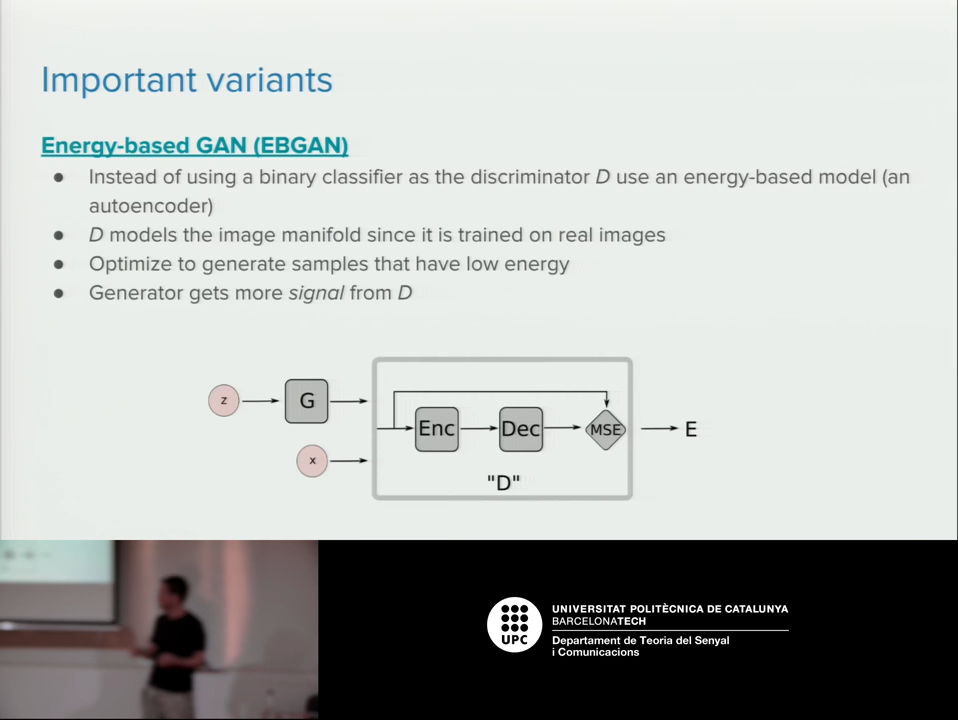 Important variants
Energy-based GAN (EBGAN)
● Instead of using a binary classifier as the discriminator D use an energy-based model (an
autoencoder)
● D models the image manifold since it is trained on real images
● Optimize to generate samples that have low energy
● Generator gets more signal from D
z
G
Enc
Dec
MSE
E
x
"D"
UPC
UNIVERSITAT POLITÈCNICA DE CATALUNYA
BARCELONATECH
Departament de Teoria del Senyal
i Comunicacions